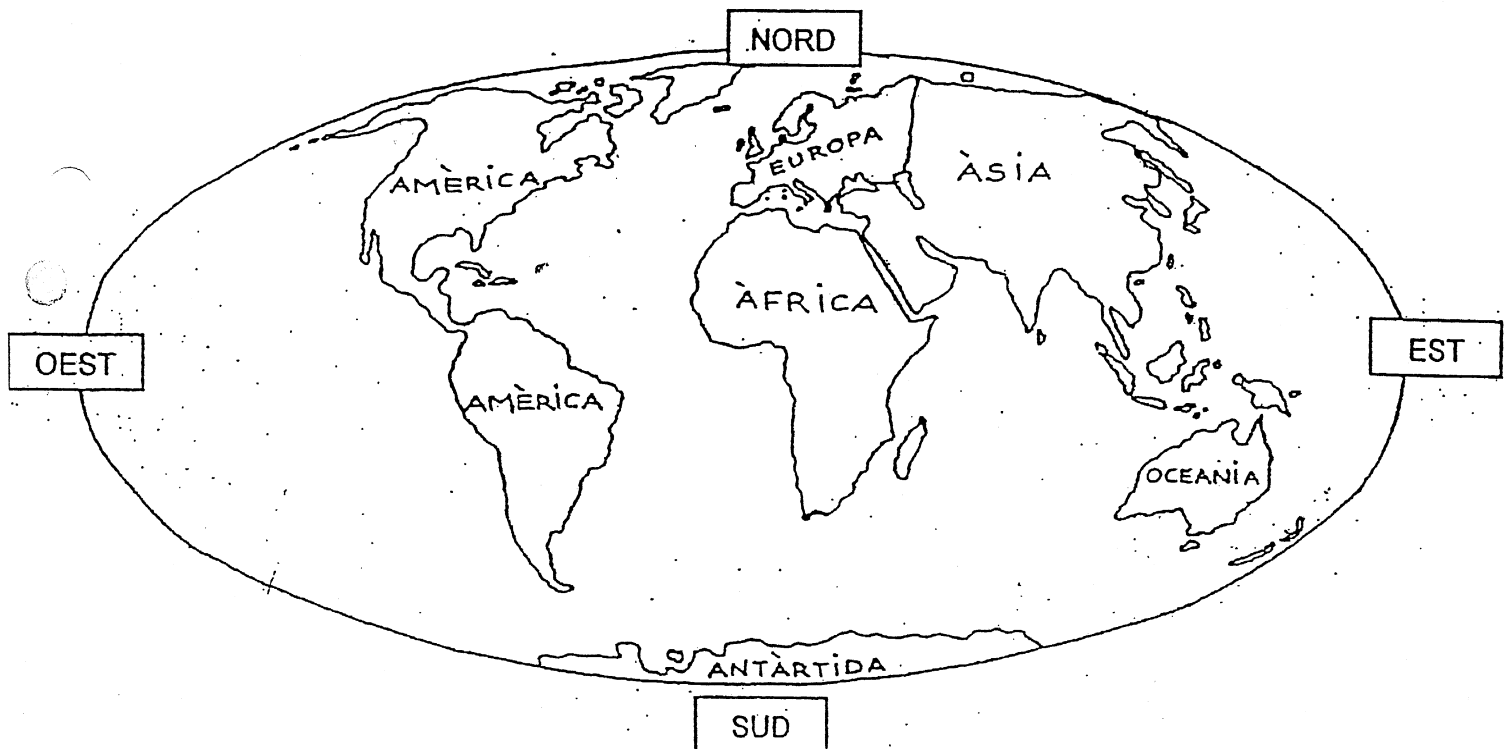 NORD
EUROPA
ÀSIA
AMÈRICA
ÀFRICA
OEST
EST
AMÈRICA
OCEANIA
ANTÀRTIDA
SUD